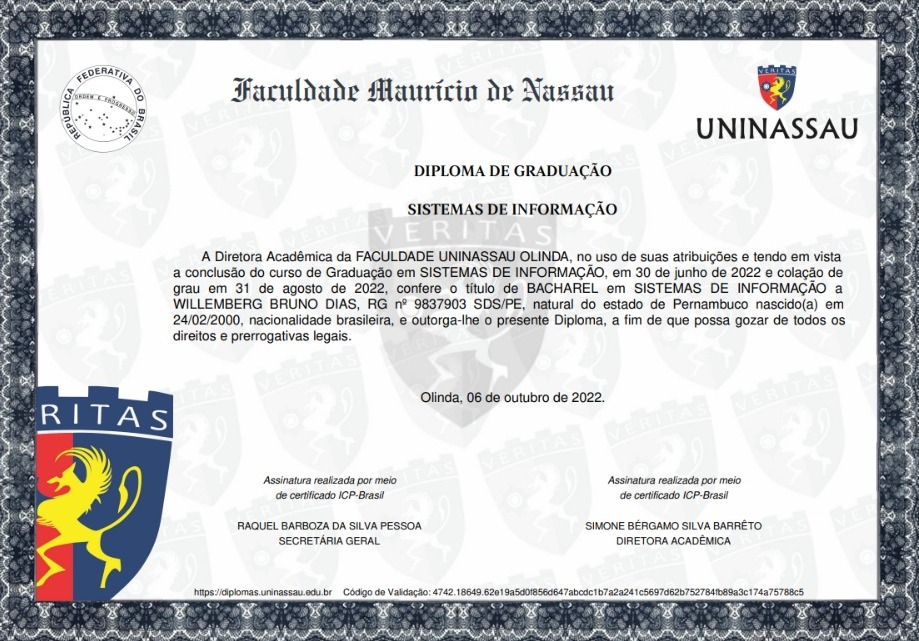 REPÚBLICA FEDERATIVA DO BRASIL
ORDEM E PROGRESSO
Faculdade Maurício de Nassau
VERITAS
UNINASSAU
DIPLOMA DE GRADUAÇÃO
SISTEMAS DE INFORMAÇÃO
VERITAS
A Diretora Acadêmica da FACULDADE UNINASSAU OLINDA, no uso de suas atribuições e tendo em vista
a conclusão do curso de Graduação em SISTEMAS DE INFORMAÇÃO, em 30 de junho de 2022 e colação de
grau em 31 de agosto de 2022, confere o título de BACHAREL em SISTEMAS DE INFORMAÇÃO a
WILLEMBERG BRUNO DIAS, RG nº 9837903 SDS/PE, natural do estado de Pernambuco nascido(a) em
24/02/2000, nacionalidade brasileira, e outorga-lhe o presente Diploma, a fim de que possa gozar de todos os
direitos e prerrogativas legais.
Olinda, 06 de outubro de 2022.
RITAS
Assinatura realizada por meio
de certificado ICP-Brasil
RAQUEL BARBOZA DA SILVA PESSOA
SECRETÁRIA GERAL
Assinatura realizada por meio
de certificado ICP-Brasil
SIMONE BÉRGAMO SILVA BARRÊTO
DIRETORA ACADÊMICA
https://diplomas.uninassau.edu.br Código de Validação: 4742.18649.62e19a5d0f856d647abcdc1b7a2a241c5697d62b752784fb89a3c174a75788c5